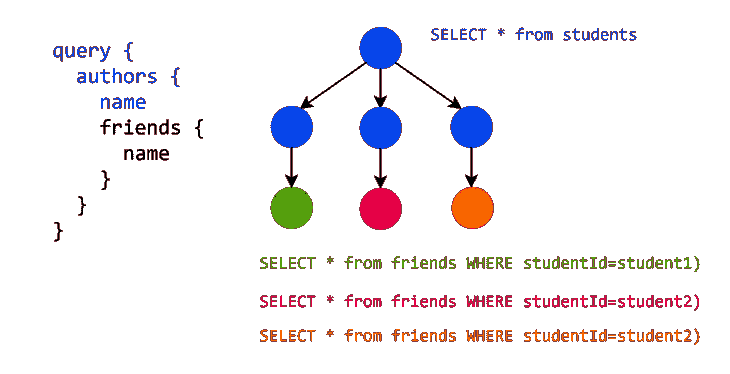 query {
authors {
name
friends {
name
}
}
}
SELECT * from students
SELECT * from friends WHERE studentId=student1)
SELECT * from friends WHERE studentId=student2)
SELECT * from friends WHERE studentId=student2)